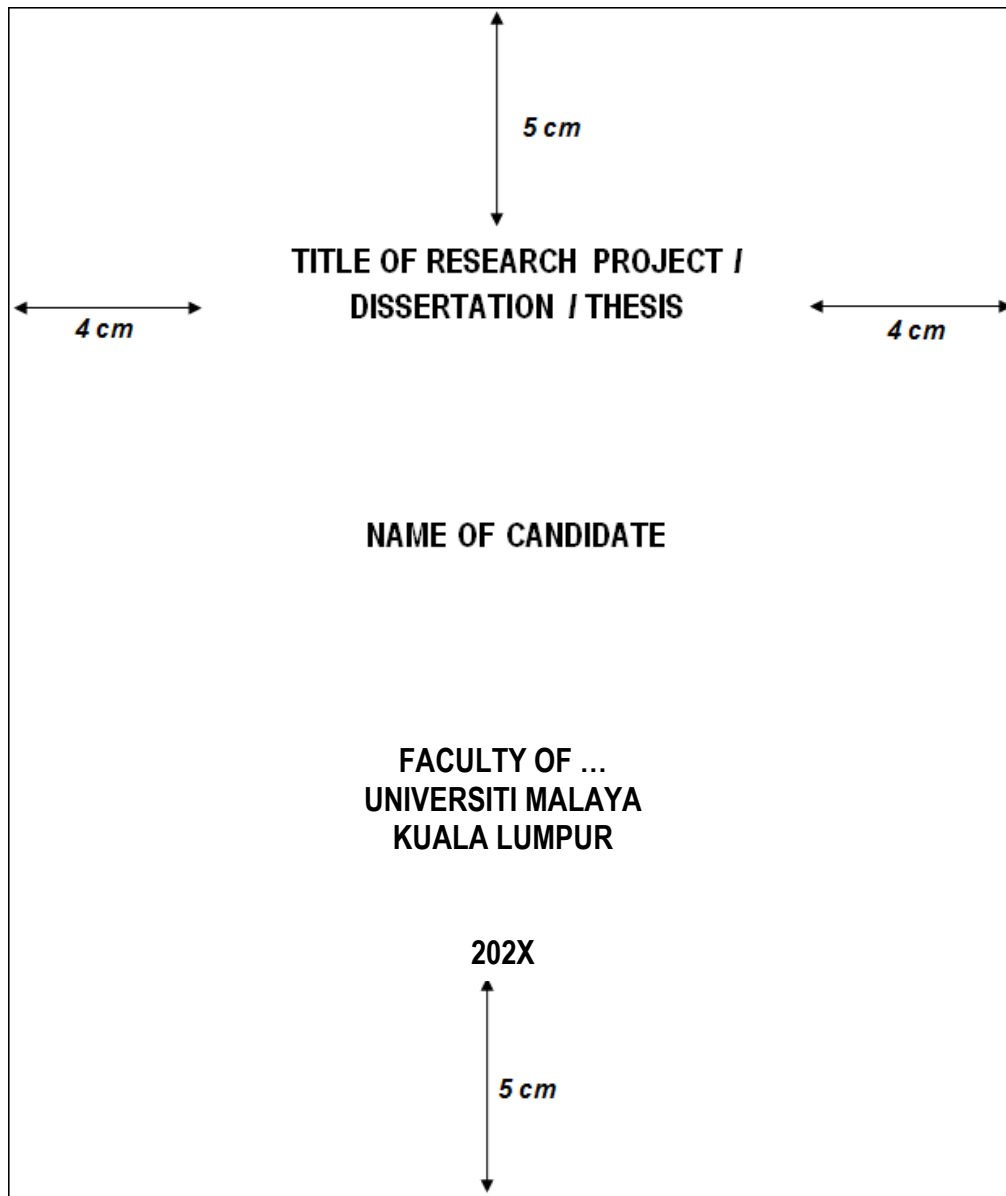 5 cm
TITLE OF RESEARCH PROJECT /
DISSERTATION / THESIS
4 cm
4 cm
NAME OF CANDIDATE
FACULTY OF ...
UNIVERSITI MALAYA
KUALA LUMPUR
202X
5 cm